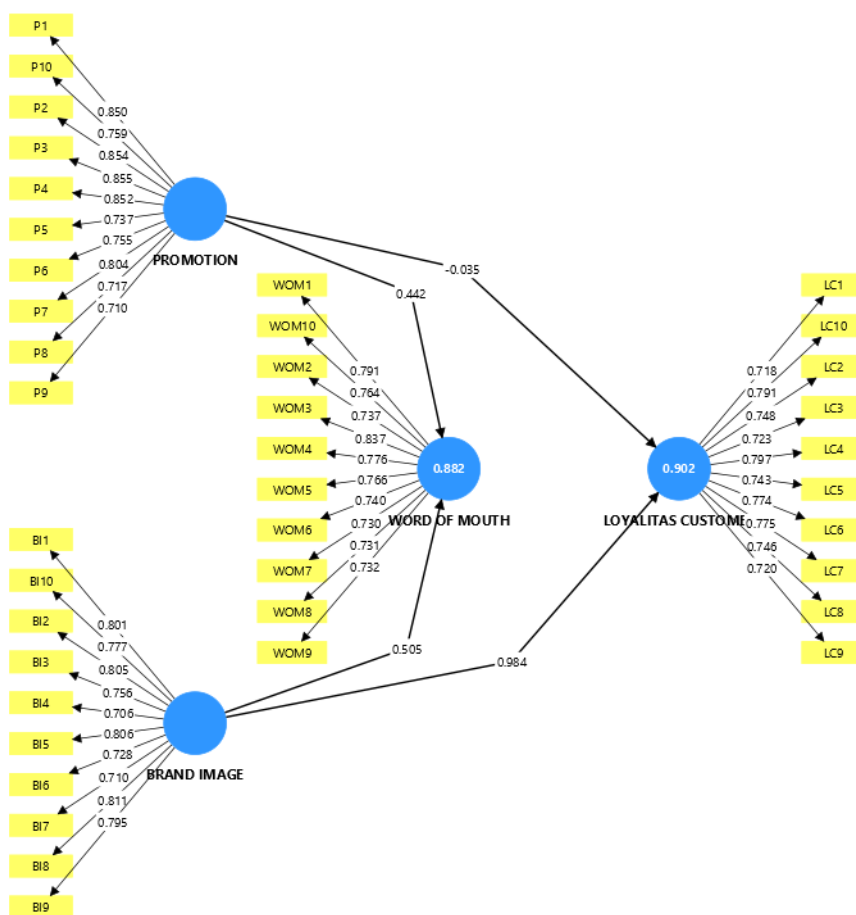 P1
P10
P2
P3
P4
P5
P6
P7
P8
P9
0.850
0.759
0.854
0.855
0.852
0.737
0.755
0.804
0.717
0.710
PROMOTION
-0.035
0.442
WOM1
WOM10
WOM2
WOM3
WOM4
WOM5
WOM6
WOM7
WOM8
WOM9
0.791
0.764
0.737
0.837
0.776
0.766
0.740
0.730
0.731
0.732
0.882
WORD OF MOUTH
0.902
LOYALITAS CUSTOME
0.718
0.791
0.748
0.723
0.797
0.743
0.774
0.775
0.746
0.720
LC1
LC10
LC2
LC3
LC4
LC5
LC6
LC7
LC8
LC9
BI1
BI10
BI2
BI3
BI4
BI5
BI6
BI7
BI8
BI9
0.801
0.777
0.805
0.756
0.706
0.806
0.728
0.710
0.811
0.795
BRAND IMAGE
0.505
0.984